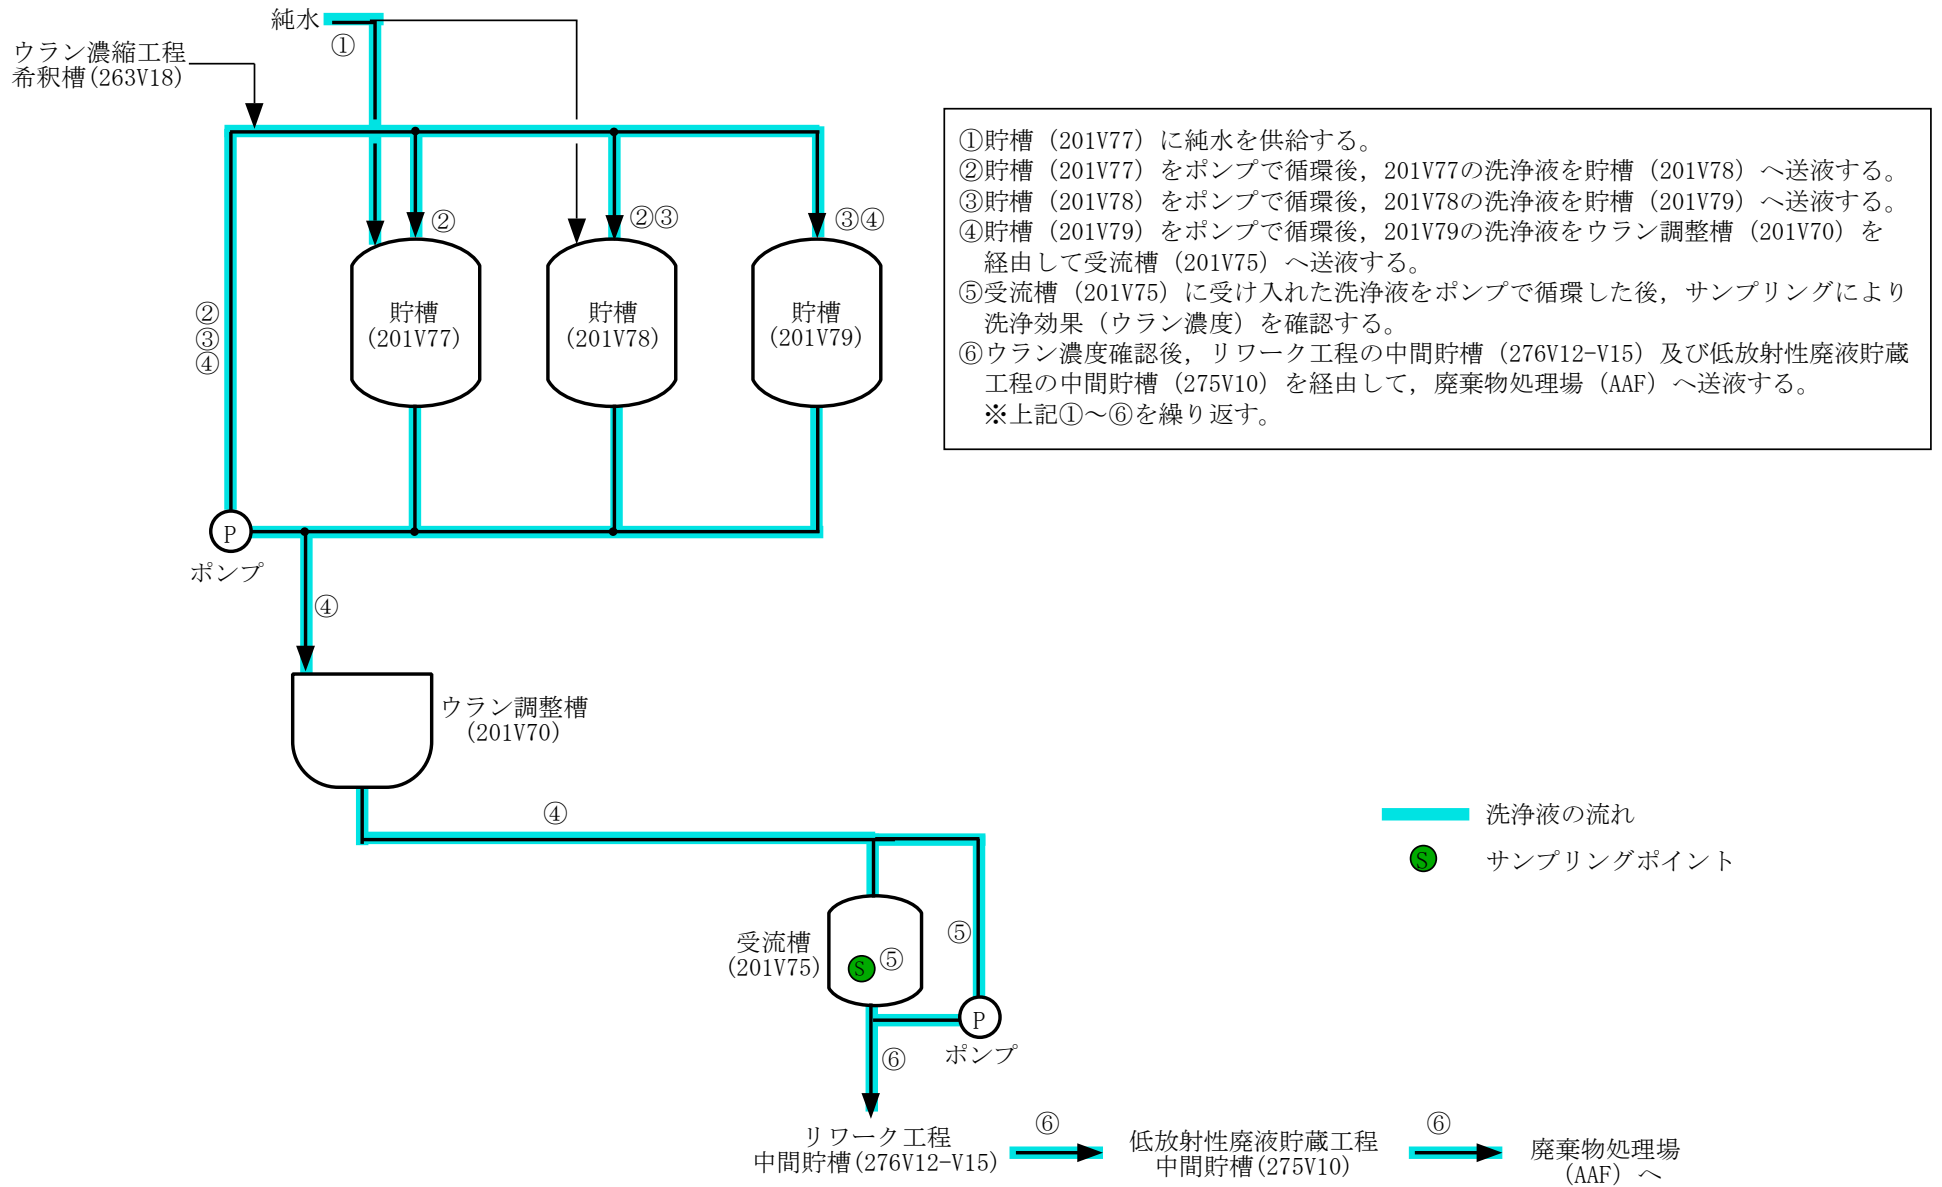 純水
①
ウラン濃縮工程
希釈槽(263V18)
①貯槽（201V77）に純水を供給する。
②貯槽（201V77）をポンプで循環後，201V77の洗浄液を貯槽（201V78）へ送液する。
③貯槽（201V78）をポンプで循環後，201V78の洗浄液を貯槽（201V79）へ送液する。
④貯槽（201V79）をポンプで循環後，201V79の洗浄液をウラン調整槽（201V70）を
経由して受流槽（201V75）へ送液する。
⑤受流槽（201V75）に受け入れた洗浄液をポンプで循環した後，サンプリングにより
洗浄効果（ウラン濃度）を確認する。
⑥ウラン濃度確認後，リワーク工程の中間貯槽（276V12-V15）及び低放射性廃液貯蔵
工程の中間貯槽（275V10）を経由して，廃棄物処理場（AAF）へ送液する。
※上記①～⑥を繰り返す。
②
②③
③④
②
③
④
貯槽
(201V77)
貯槽
(201V78)
貯槽
(201V79)
P
ポンプ
④
ウラン調整槽
(201V70)
④
洗浄液の流れ
S
サンプリングポイント
受流槽
(201V75)
S
⑤
⑤
P
ポンプ
⑥
リワーク工程
中間貯槽(276V12-V15)
⑥
低放射性廃液貯蔵工程
中間貯槽(275V10)
⑥
廃棄物処理場
(AAF) へ